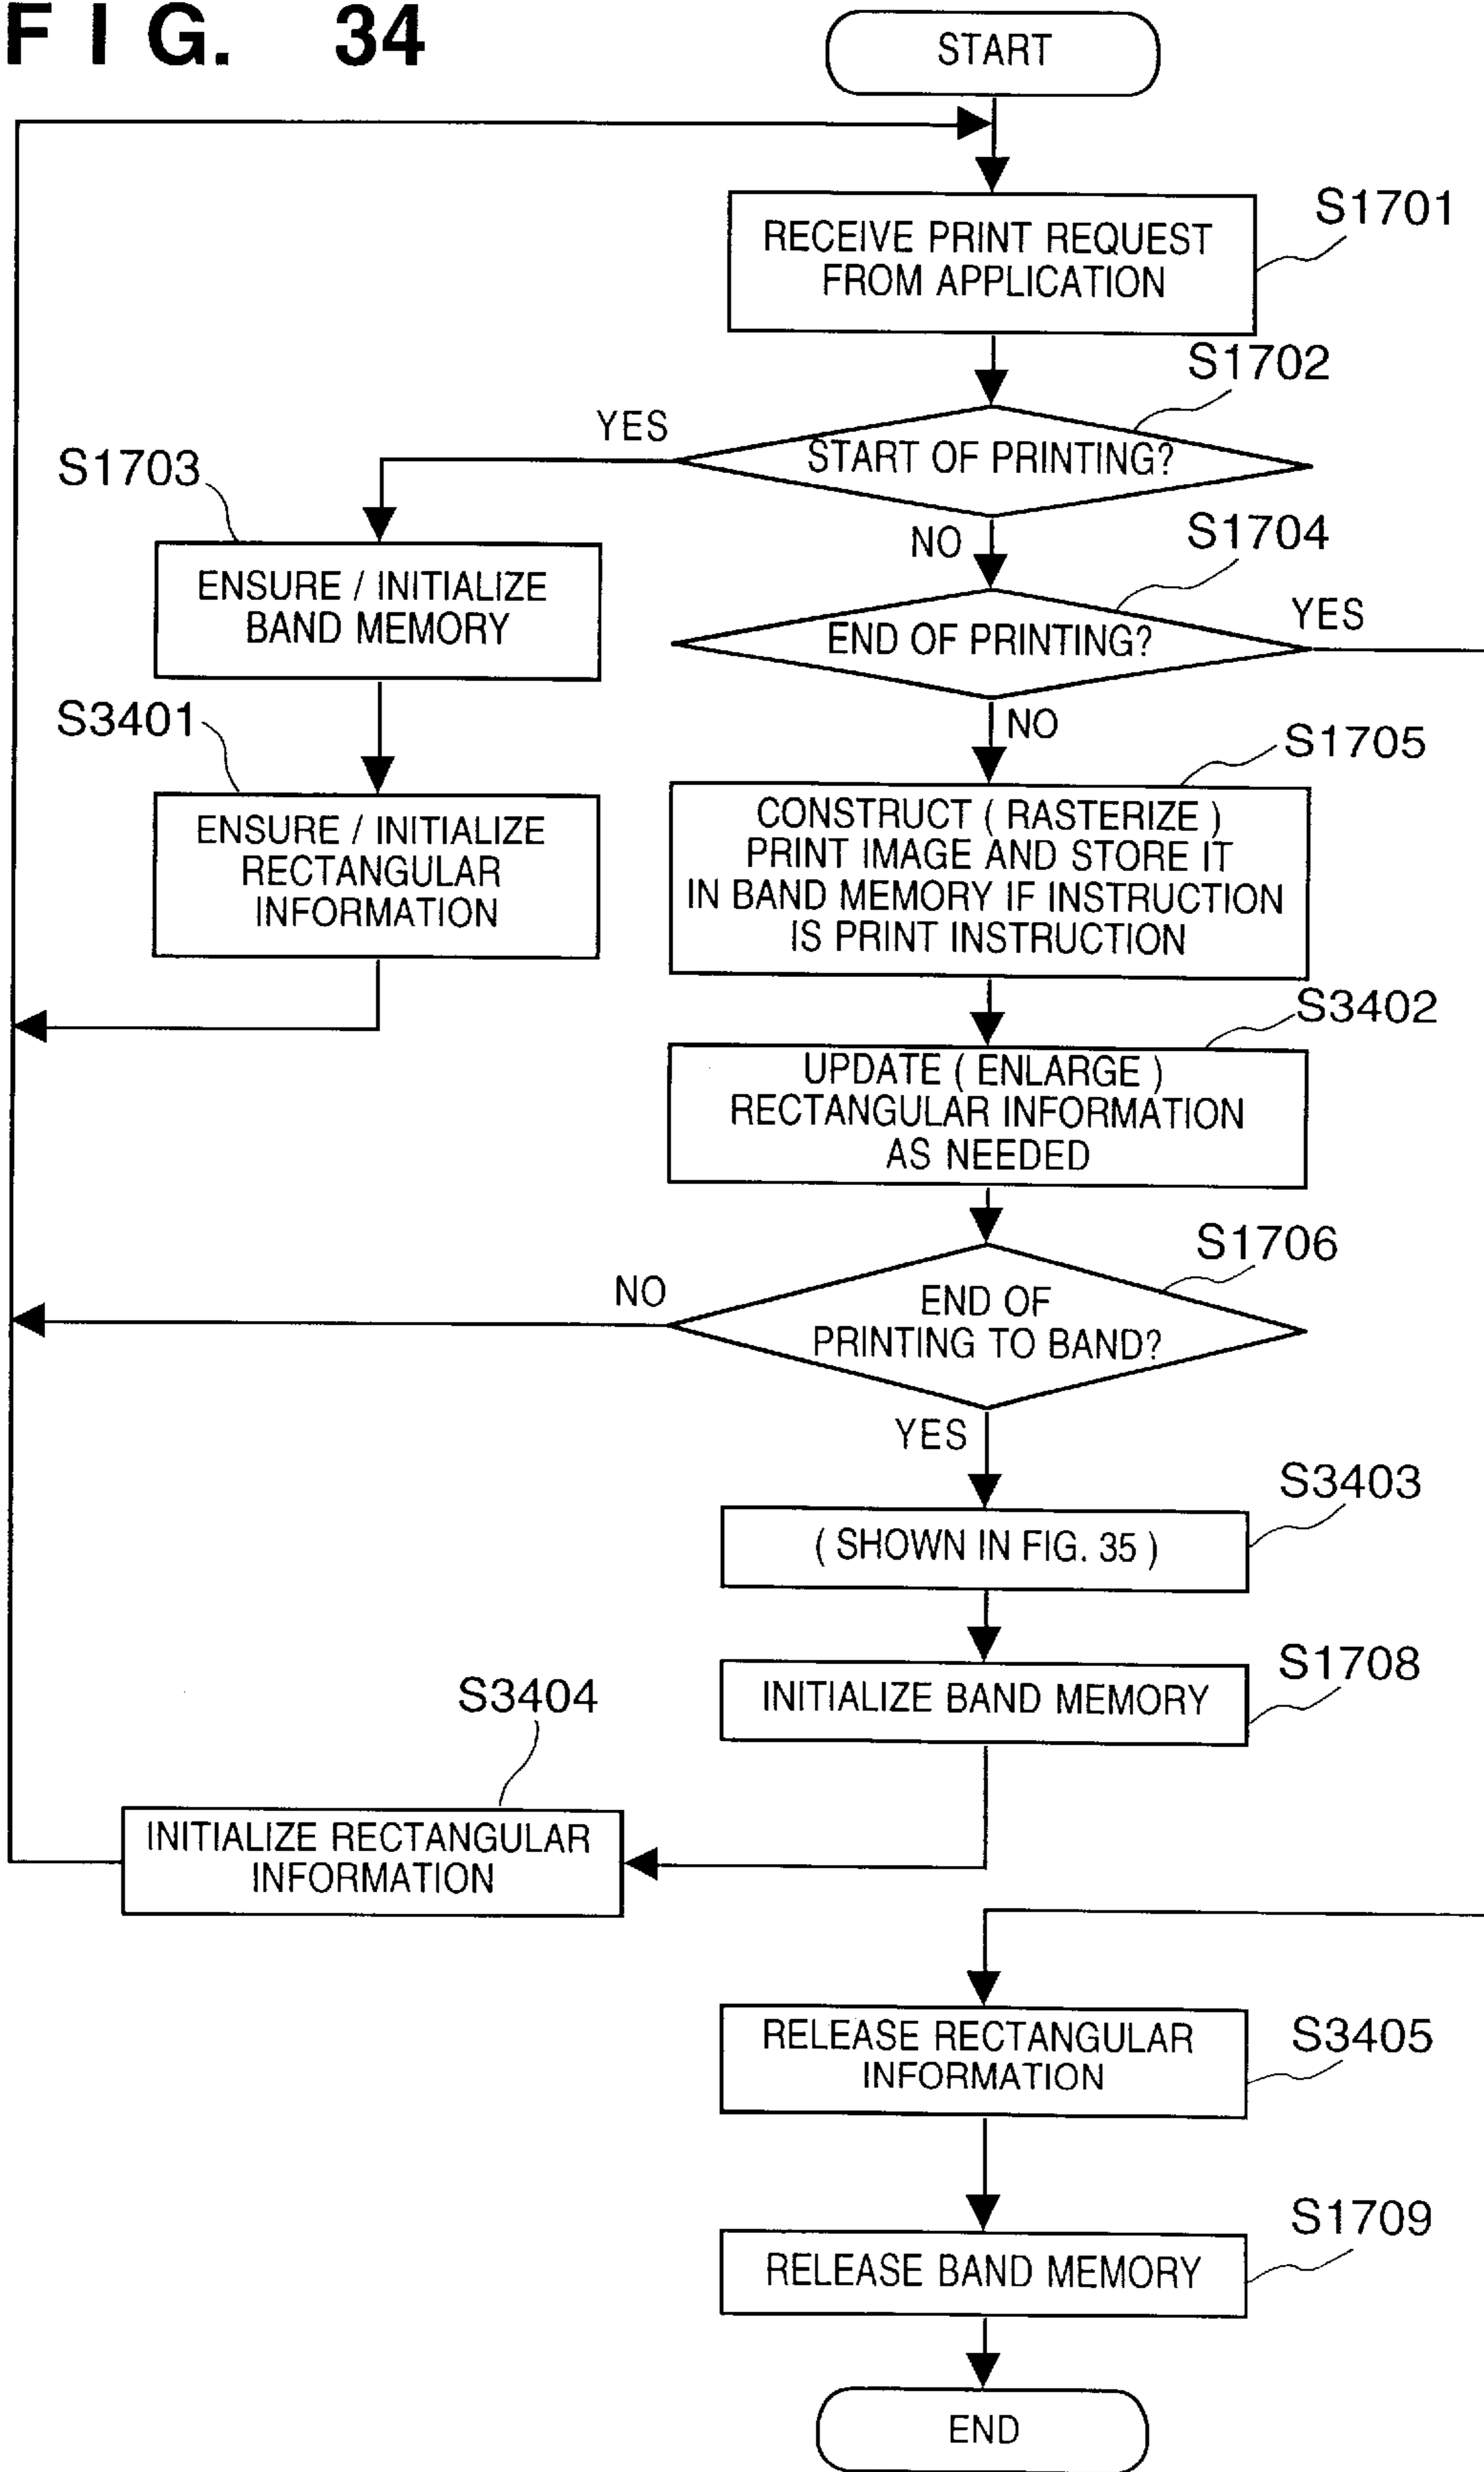 FIG. 34
START
RECEIVE PRINT REQUEST
FROM APPLICATION
S1701
S1702
START OF PRINTING?
YES
NO
S1703
ENSURE / INITIALIZE
BAND MEMORY
S1704
END OF PRINTING?
YES
NO
S3401
ENSURE / INITIALIZE
RECTANGULAR
INFORMATION
S1705
CONSTRUCT ( RASTERIZE )
PRINT IMAGE AND STORE IT
IN BAND MEMORY IF INSTRUCTION
IS PRINT INSTRUCTION
S3402
UPDATE ( ENLARGE )
RECTANGULAR INFORMATION
AS NEEDED
S1706
NO
END OF
PRINTING TO BAND?
YES
S3403
( SHOWN IN FIG. 35 )
S1708
INITIALIZE BAND MEMORY
S3404
INITIALIZE RECTANGULAR
INFORMATION
RELEASE RECTANGULAR
INFORMATION
S3405
S1709
RELEASE BAND MEMORY
END